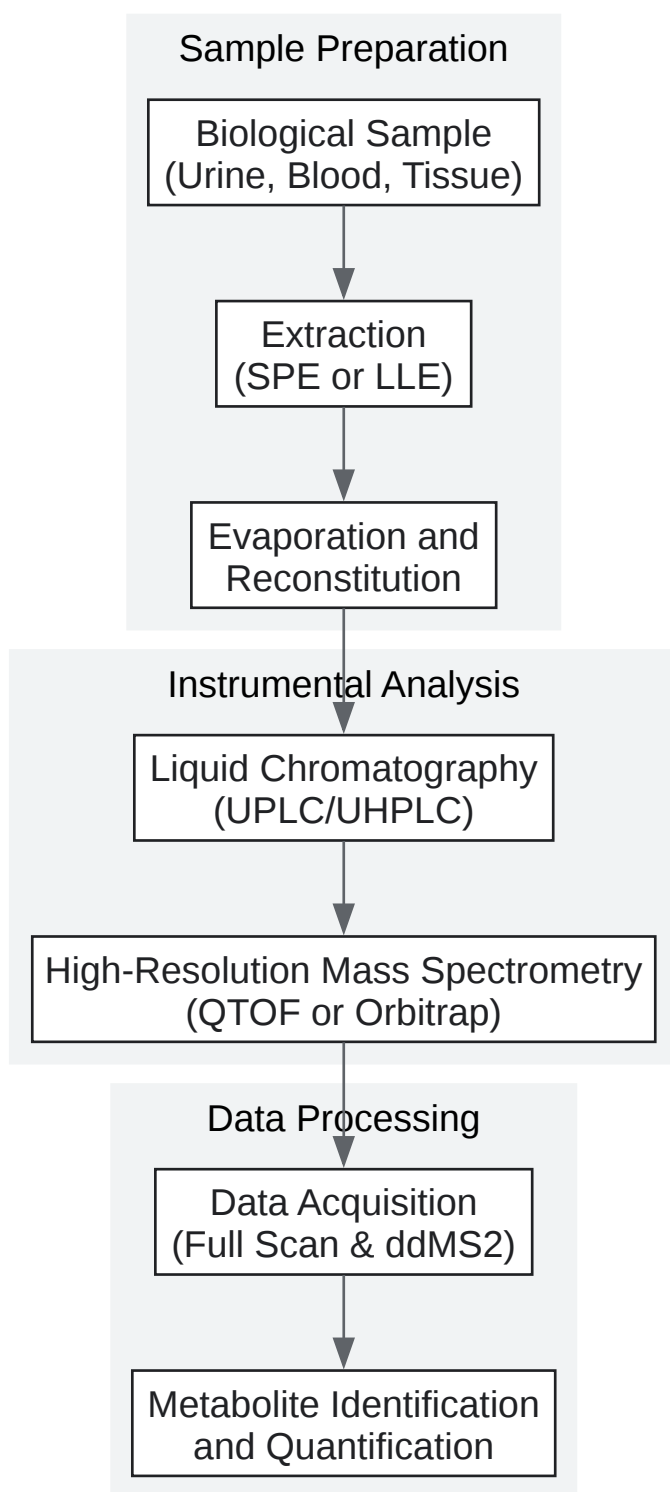 Sample Preparation
Biological Sample
(Urine, Blood, Tissue)
Extraction
(SPE or LLE)
Evaporation and
Reconstitution
Instrumental Analysis
Liquid Chromatography
(UPLC/UHPLC)
High-Resolution Mass Spectrometry
(QTOF or Orbitrap)
Data Processing
Data Acquisition
(Full Scan & ddMS2)
Metabolite Identification
and Quantification